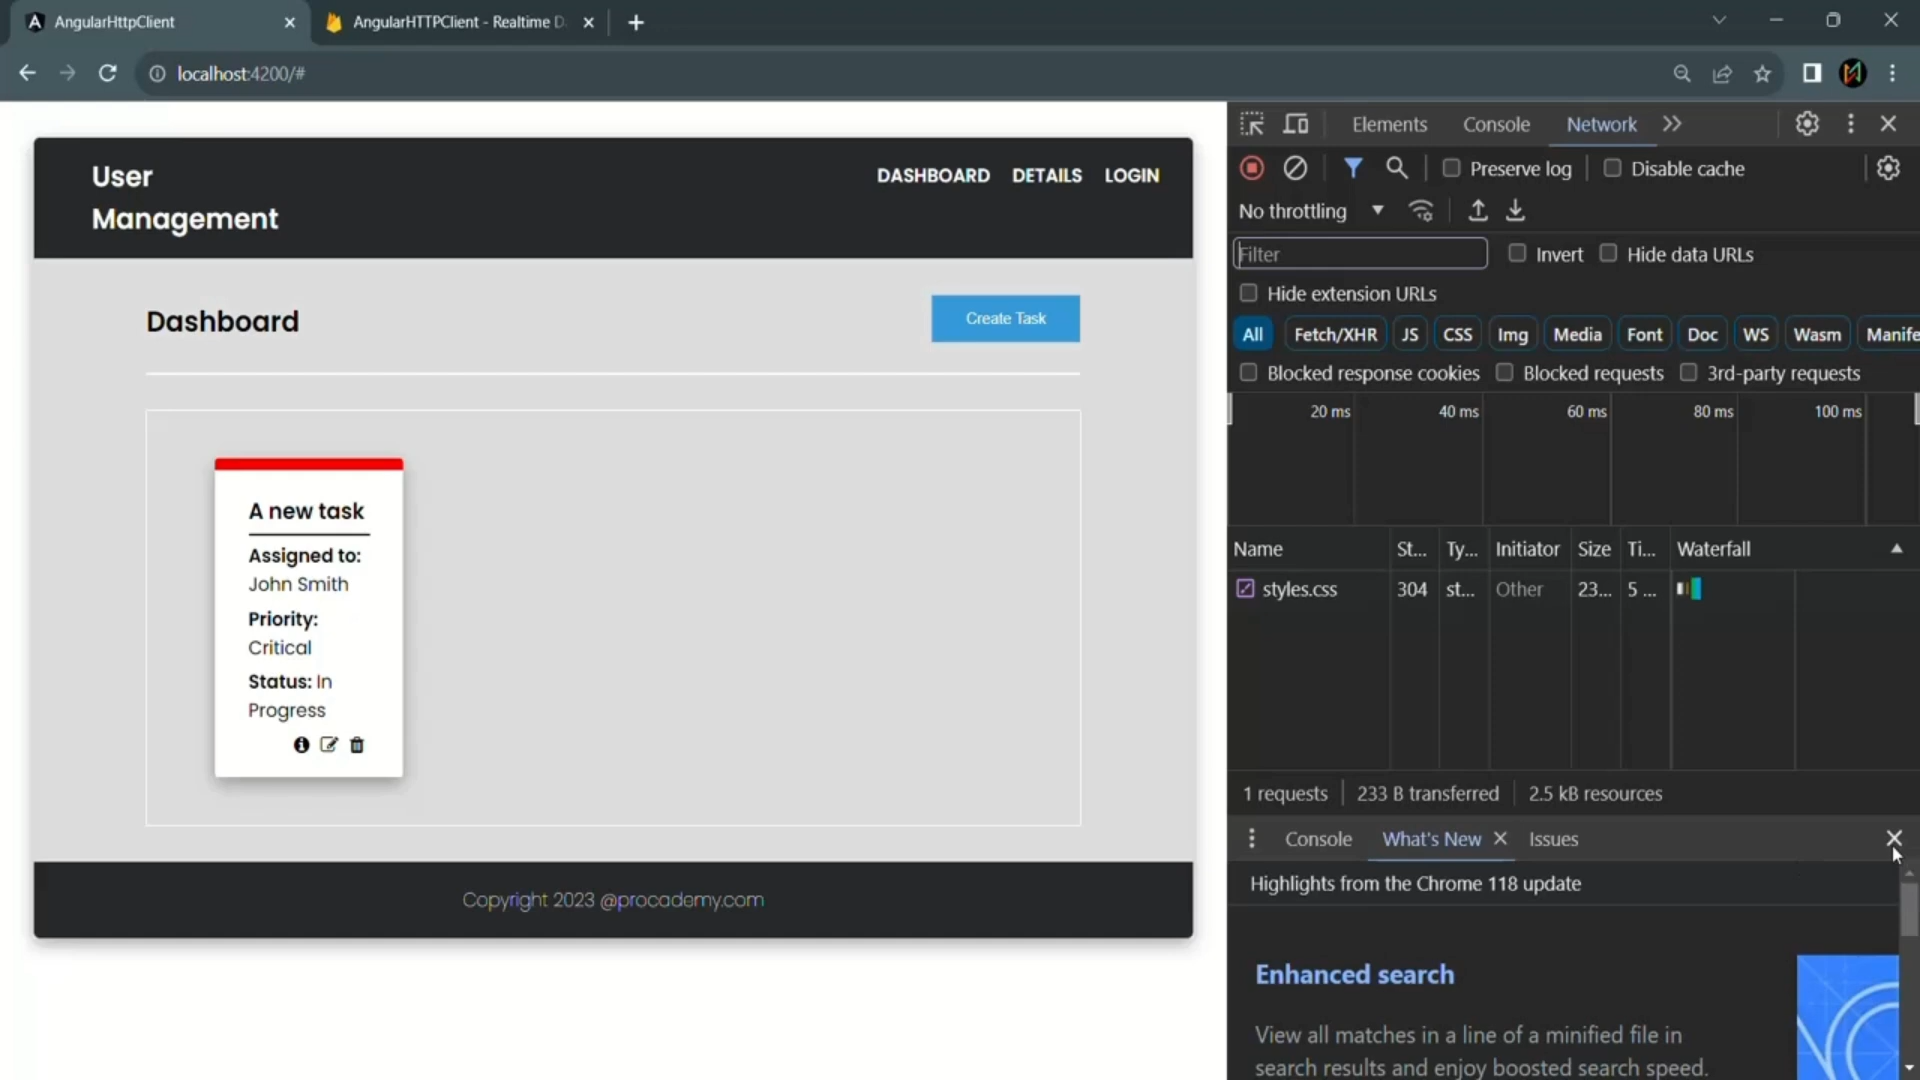 AngularHttpClient
AngularHTTPClient - Realtime D
localhost:4200/#
User
Management
DASHBOARD DETAILS LOGIN
Dashboard
Create Task
A new task
Assigned to:
John Smith
Priority:
Critical
Status: In
Progress
Copyright 2023 @procademy.com
Elements Console Network
Preserve log Disable cache
No throttling
Filter Invert Hide data URLs
Hide extension URLs
All Fetch/XHR JS CSS Img Media Font Doc WS Wasm Manife
Blocked response cookies Blocked requests 3rd-party requests
20 ms 40 ms 60 ms 80 ms 100 ms
Name St... Ty... Initiator Size Ti... Waterfall
styles.css 304 st... Other 23... 5 ...
1 requests 233 B transferred 2.5 kB resources
Console What's New Issues
Highlights from the Chrome 118 update
Enhanced search
View all matches in a line of a minified file in
search results and enjoy boosted search speed.